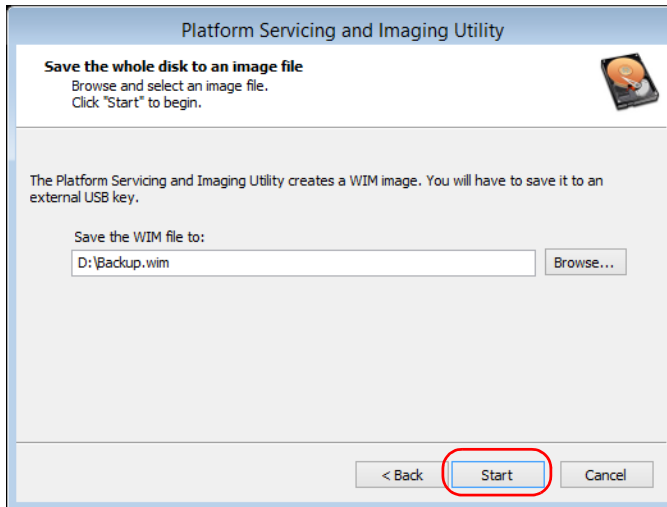 Platform Servicing and Imaging Utility
Save the whole disk to an image file
Browse and select an image file.
Click "Start" to begin.
The Platform Servicing and Imaging Utility creates a WIM image. You will have to save it to an
external USB key.
Save the WIM file to:
D:\Backup.wim
Browse...
< Back
Start
Cancel